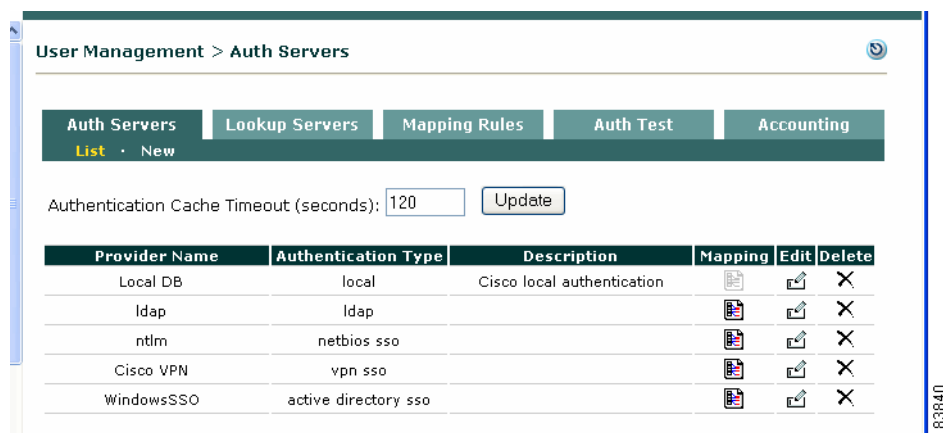 User Management > Auth Servers
Auth Servers Lookup Servers Mapping Rules Auth Test Accounting
List · New
Authentication Cache Timeout (seconds): 120 Update
Provider Name Authentication Type Description Mapping Edit Delete
Local DB local Cisco local authentication
ldap ldap
ntlm netbios sso
Cisco VPN vpn sso
WindowsSSO active directory sso
83840